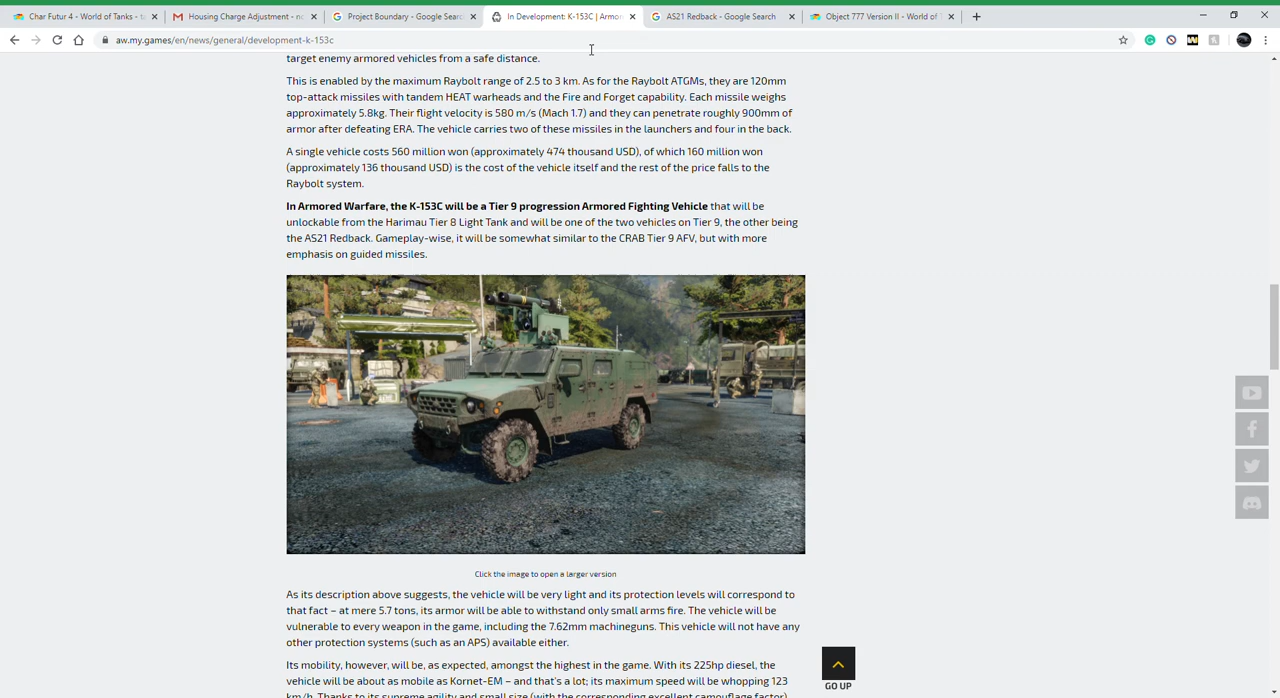 Char Futur 4 - World of Tanks - ta
Housing Charge Adjustment - no
Project Boundary - Google Searc
In Development: K-153C | Armor
AS21 Redback - Google Search
Object 777 Version II - World of
aw.my.games/en/news/general/development-k-153c
target enemy armored vehicles from a safe distance.
This is enabled by the maximum Raybolt range of 2.5 to 3 km. As for the Raybolt ATGMs, they are 120mm
top-attack missiles with tandem HEAT warheads and the Fire and Forget capability. Each missile weighs
approximately 5.8kg. Their flight velocity is 580 m/s (Mach 1.7) and they can penetrate roughly 900mm of
armor after defeating ERA. The vehicle carries two of these missiles in the launchers and four in the back.
A single vehicle costs 560 million won (approximately 474 thousand USD), of which 160 million won
(approximately 136 thousand USD) is the cost of the vehicle itself and the rest of the price falls to the
Raybolt system.
In Armored Warfare, the K-153C will be a Tier 9 progression Armored Fighting Vehicle that will be
unlockable from the Harimau Tier 8 Light Tank and will be one of the two vehicles on Tier 9, the other being
the AS21 Redback. Gameplay-wise, it will be somewhat similar to the CRAB Tier 9 AFV, but with more
emphasis on guided missiles.
Click the image to open a larger version
As its description above suggests, the vehicle will be very light and its protection levels will correspond to
that fact – at mere 5.7 tons, its armor will be able to withstand only small arms fire. The vehicle will be
vulnerable to every weapon in the game, including the 7.62mm machineguns. This vehicle will not have any
other protection systems (such as an APS) available either.
Its mobility, however, will be, as expected, amongst the highest in the game. With its 225hp diesel, the
vehicle will be about as mobile as Kornet-EM – and that's a lot; its maximum speed will be whopping 123
km/h. Thanks to its supreme agility and small size (with the corresponding excellent camouflage factor)
GO UP